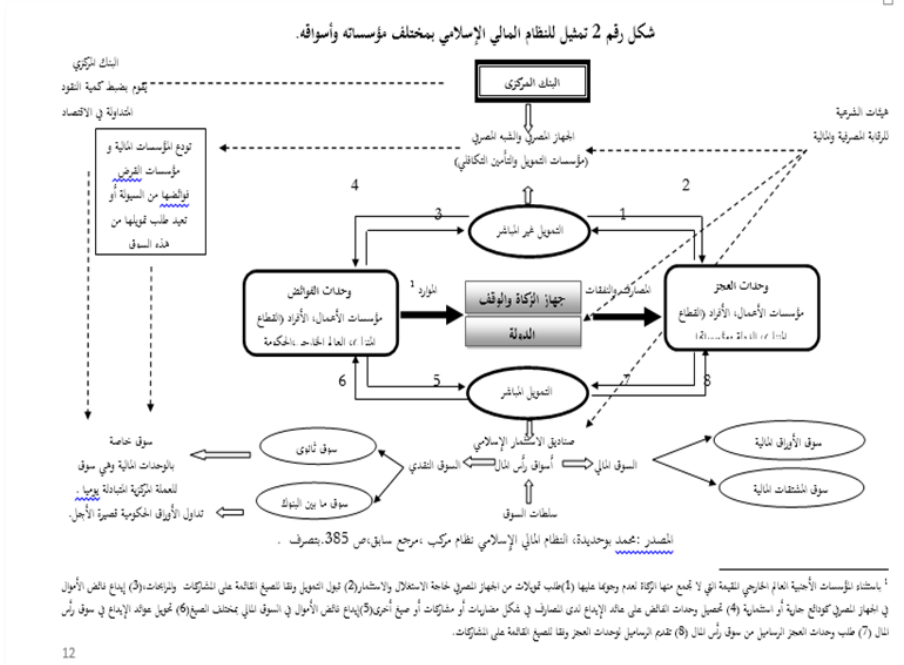 شكل رقم 2 تمثيل للنظام المالي الإسلامي بمختلف مؤسساته وأسواقه.
البنك المركزي
يقوم بضبط كمية النقود
المتداولة في الاقتصاد
البنك المركزى
هيئات الشرعية
للرقابة المصرفية والمالية
الجهاز المصرفي والشبه المصرفي
(مؤسسات التمويل والتأمين التكافلي)
تودع المؤسسات المالية و
مؤسسات القرض
فوائضها من السيولة أو
تعيد طلب تمويلها من
هذه السوق
4
2
3
1
التمويل غير المباشر
وحدات العجز
مؤسسات الأعمال، الأفراد (القطاع
المصارف والنفقات
جهاز الزكاة والوقف
الدولة
الموارد 1
وحدات الفوائض
مؤسسات الأعمال، الأفراد (القطاع
العالم الخارجي، الحكومة
6
5
7
8
التمويل المباشر
صناديق الاستثمار الإسلامي
سوق الأوراق المالية
السوق المالي
أسواق رأس المال
السوق النقدي
سوق ثانوى
سوق خاصة
بالوحدات المالية وهي سوق
للعملة المركزية المتبادلة يوميا .
سوق المشتقات المالية
سوق ما بين البنوك
تداول الأوراق الحكومية قصيرة الأجل.
سلطات السوق
المصدر :محمد بوحديدة، النظام المالي الإسلامي نظام مركب ،مرجع سابق،ص 385.بتصرف .
1 باستثناء المؤسسات الأجنبية العالم الخارجي المقيمة التي لا تجمع منها الزكاة لعدم وجوبها عليها (1)طلب تمويلات من الجهاز المصرفي لحاجة الاستغلال والاستثمار(2) قبول التمويل وفقا للصيغ القائمة على المشاركات والمرابحات،(3) إيداع فائض الأموال
في الجهاز المصرفي كودائع جارية أو استثمارية (4) تحصيل وحدات الفائض على عائد الإيداع لدى المصارف في شكل مضاربات أو مشاركات أو صيغ أخرى(5)إيداع فائض الأموال في السوق المالي بمختلف الصيغ(6) تحويل عوائد الإيداع في سوق رأس
المال (7) طلب وحدات العجز الرساميل من سوق رأس المال (8) تقديم الرساميل لوحدات العجز وفقا للصيغ القائمة على المشاركات.
12